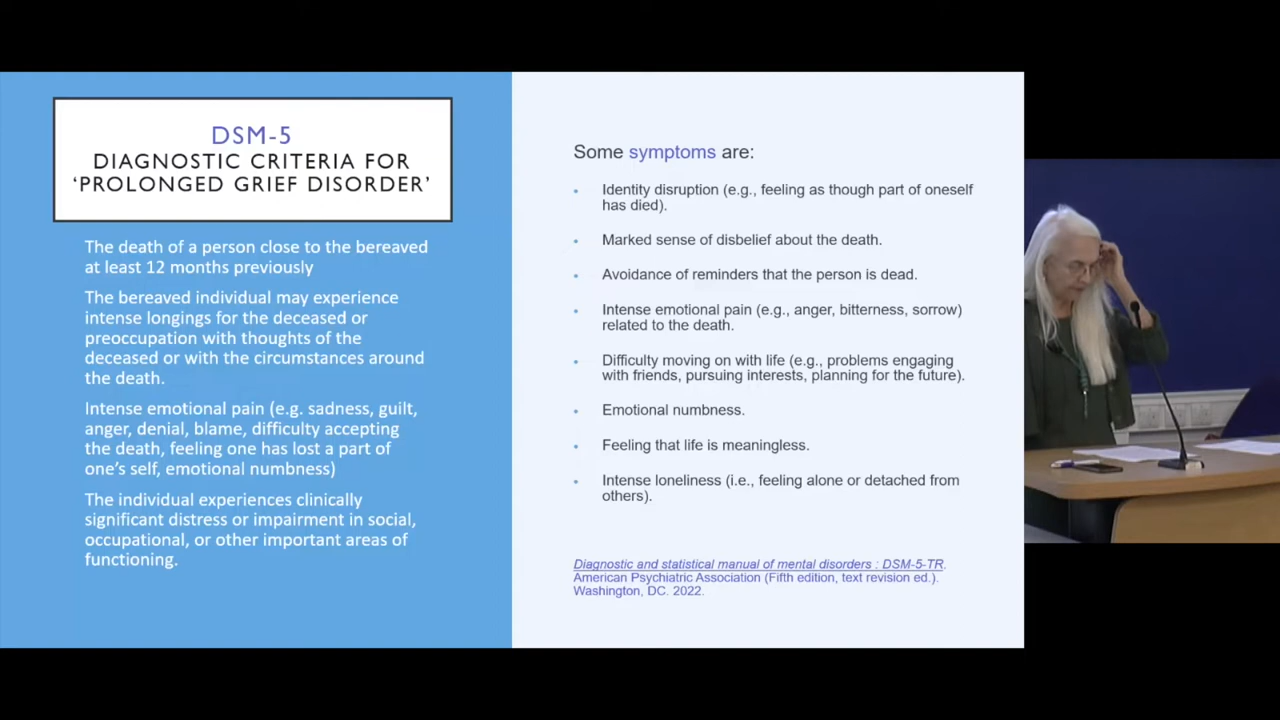 DSM-5
DIAGNOSTIC CRITERIA FOR
‘PROLONGED GRIEF DISORDER’
The death of a person close to the bereaved
at least 12 months previously
The bereaved individual may experience
intense longings for the deceased or
preoccupation with thoughts of the
deceased or with the circumstances around
the death.
Intense emotional pain (e.g. sadness, guilt,
anger, denial, blame, difficulty accepting
the death, feeling one has lost a part of
one’s self, emotional numbness)
The individual experiences clinically
significant distress or impairment in social,
occupational, or other important areas of
functioning.
Some symptoms are:
• Identity disruption (e.g., feeling as though part of oneself
has died).
• Marked sense of disbelief about the death.
• Avoidance of reminders that the person is dead.
• Intense emotional pain (e.g., anger, bitterness, sorrow)
related to the death.
• Difficulty moving on with life (e.g., problems engaging
with friends, pursuing interests, planning for the future).
• Emotional numbness.
• Feeling that life is meaningless.
• Intense loneliness (i.e., feeling alone or detached from
others).
Diagnostic and statistical manual of mental disorders : DSM-5-TR.
American Psychiatric Association (Fifth edition, text revision ed.).
Washington, DC. 2022.